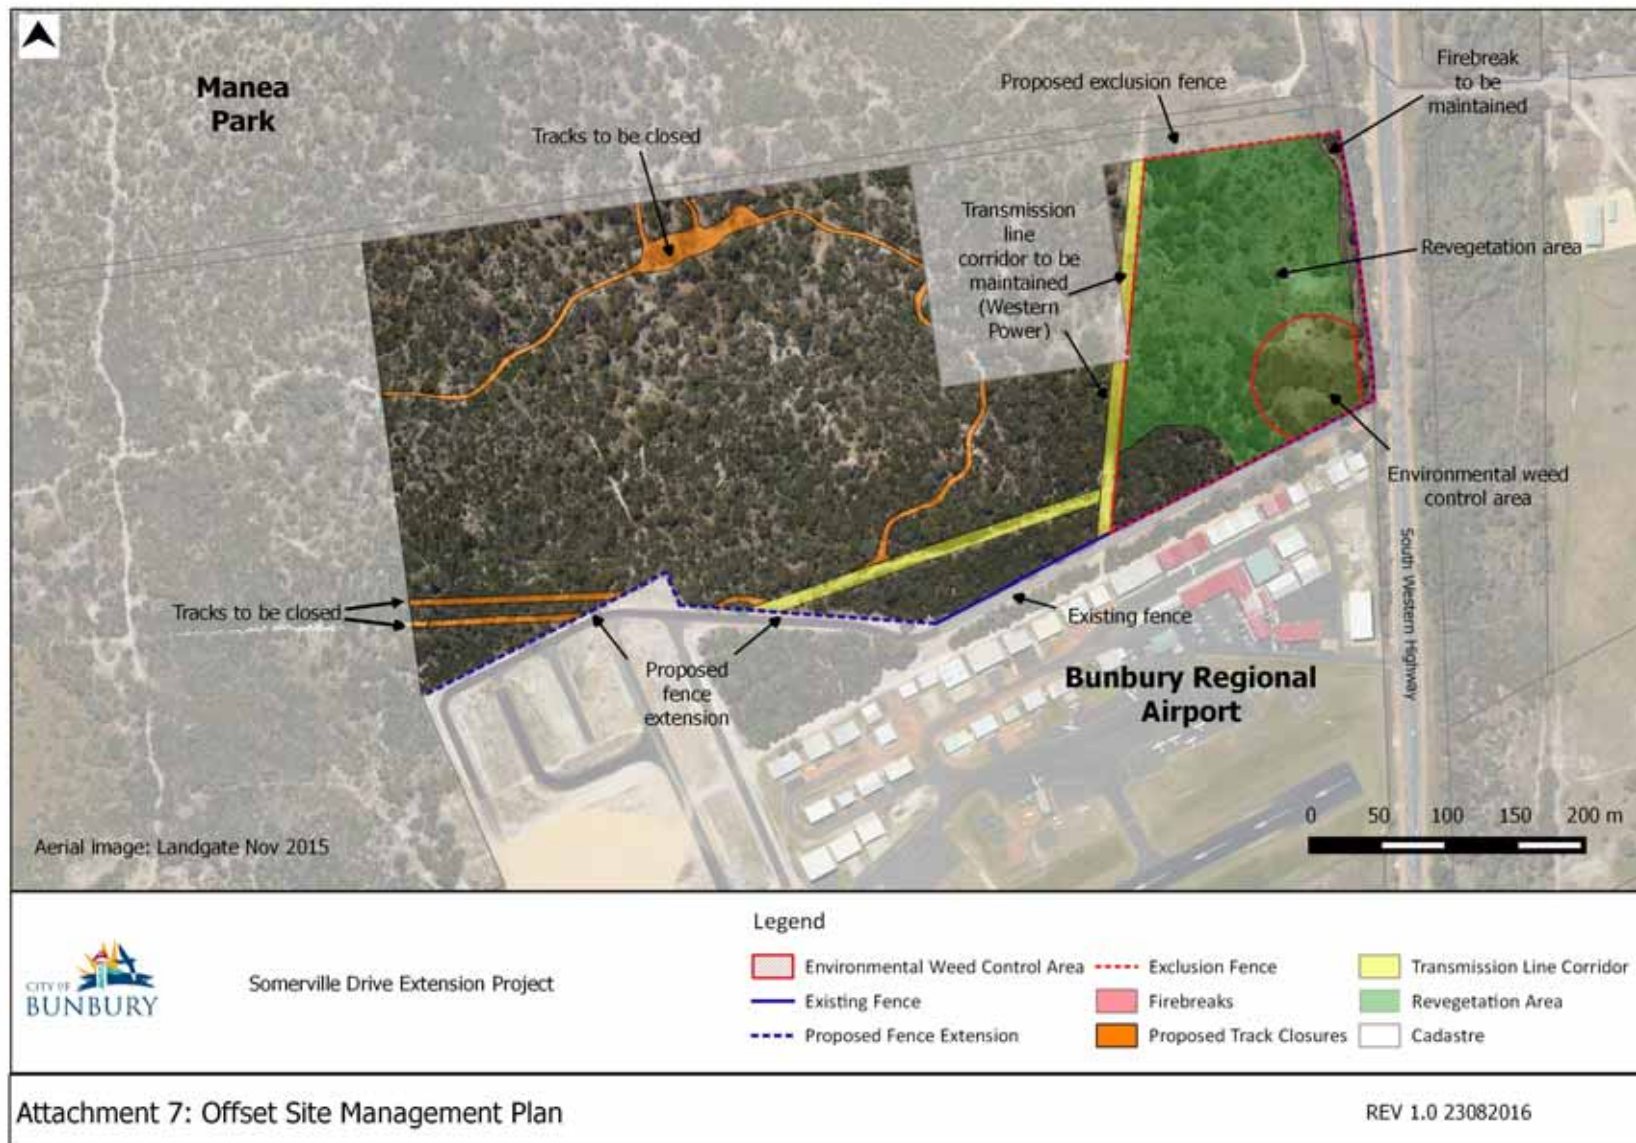 Manea
Park
Tracks to be closed
Proposed exclusion fence
Firebreak
to be
maintained
Transmission
line
corridor to be
maintained
(Western
Power)
Revegetation area
Environmental weed
control area
South Western Highway
Tracks to be closed
Proposed
fence
extension
Existing fence
Bunbury Regional
Airport
0 50 100 150 200 m
Aerial image: Landgate Nov 2015
CITY OF
BUNBURY
Somerville Drive Extension Project
Legend
Environmental Weed Control Area
Existing Fence
Proposed Fence Extension
Exclusion Fence
Firebreaks
Proposed Track Closures
Transmission Line Corridor
Revegetation Area
Cadastre
Attachment 7: Offset Site Management Plan
REV 1.0 23082016